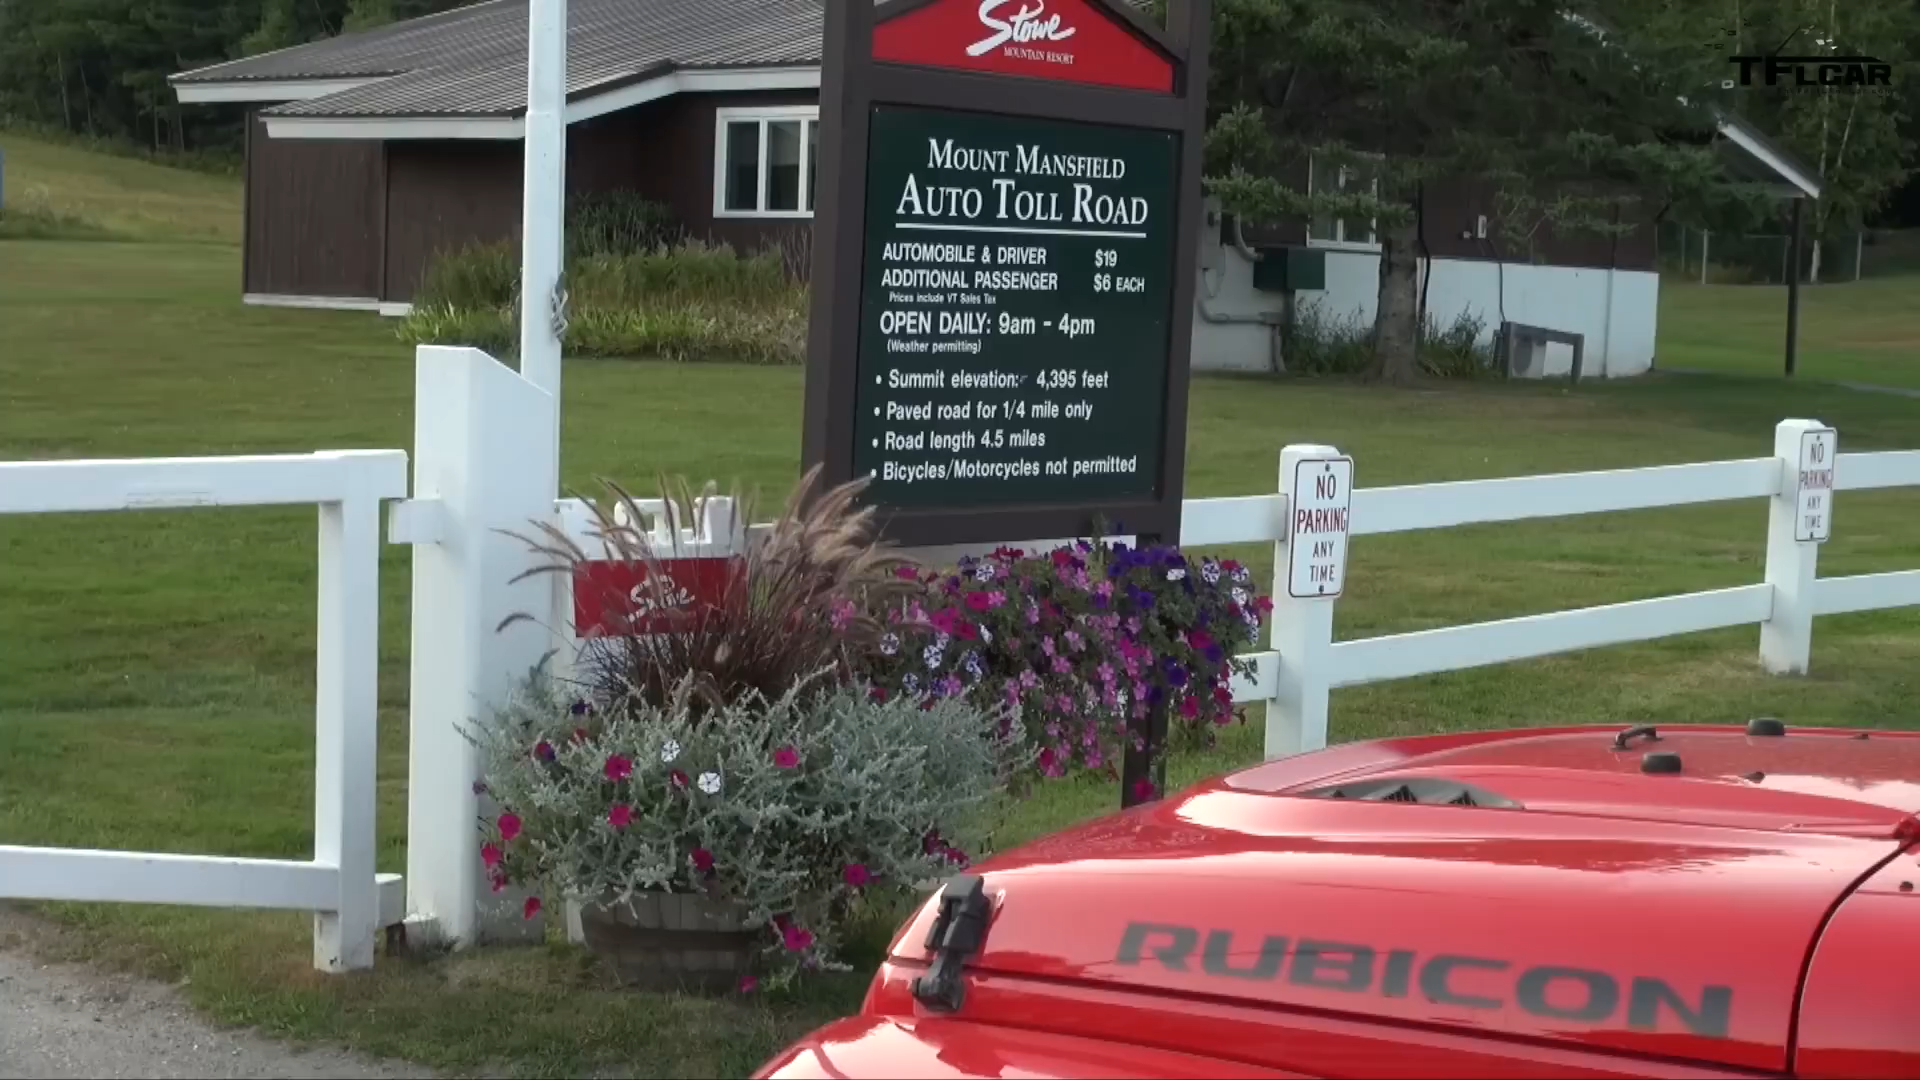 Stowe
MOUNTAIN RESORT
TFLCAR
MOUNT MANSFIELD
AUTO TOLL ROAD
AUTOMOBILE & DRIVER $19
ADDITIONAL PASSENGER $6 EACH
Prices include VT Sales Tax
OPEN DAILY: 9am - 4pm
(Weather permitting)
• Summit elevation: 4,395 feet
• Paved road for 1/4 mile only
• Road length 4.5 miles
• Bicycles/Motorcycles not permitted
NO
PARKING
ANY
TIME
NO
PARKING
ANY
TIME
Stowe
RUBICON